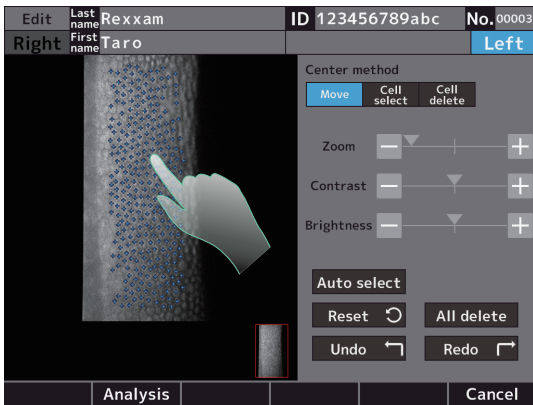 Edit Last name Rexxam ID 123456789abc No. 00003
Right First name Taro Left
Center method
Move Cell select Cell delete
Zoom
Contrast
Brightness
Auto select
Reset All delete
Undo Redo
Analysis Cancel